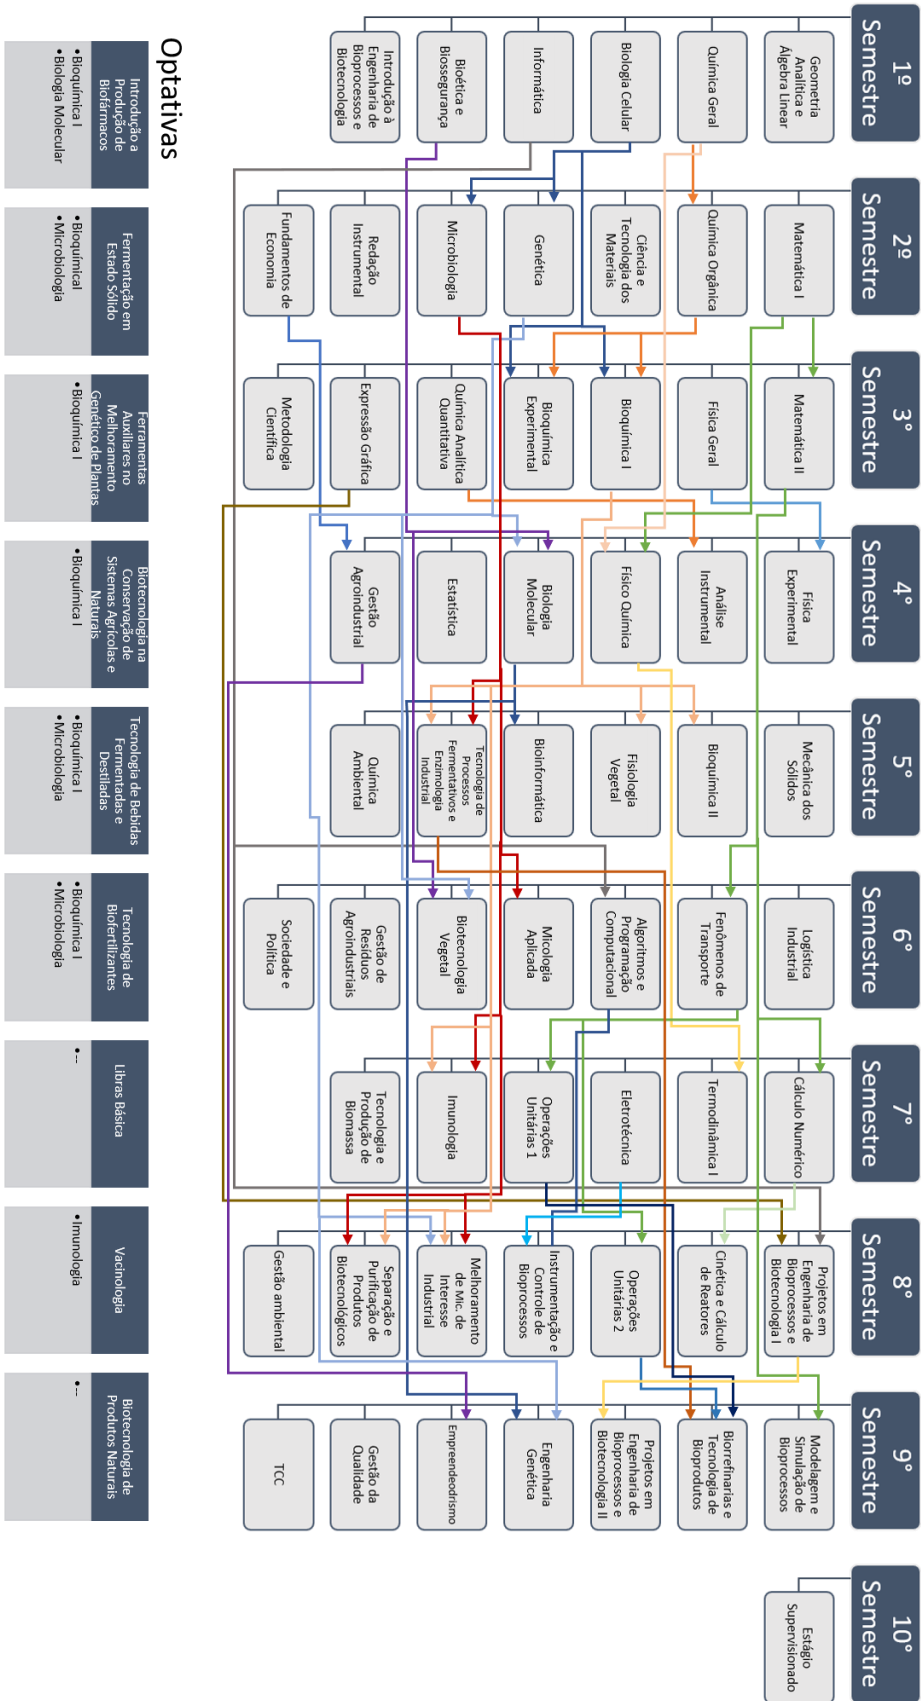 1º
Semestre
Geometria
Analítica e
Álgebra Linear
Química Geral
Biologia Celular
Informática
Bioética e
Biossegurança
Introdução à
Engenharia de
Bioprocessos e
Biotecnologia
2º
Semestre
Matemática I
Química Orgânica
Ciência e
Tecnologia dos
Materiais
Genética
Microbiologia
Redação
Instrumental
Fundamentos de
Economia
3°
Semestre
Matemática II
Física Geral
Bioquímica I
Bioquímica
Experimental
Química Analítica
Quantitativa
Expressão Gráfica
Metodologia
Científica
4°
Semestre
Física
Experimental
Análise
Instrumental
Físico Química
Biologia
Molecular
Estatística
Gestão
Agroindustrial
5°
Semestre
Mecânica dos
Sólidos
Bioquímica II
Fisiologia
Vegetal
Bioinformática
Tecnologia de
Processos
Fermentativos e
Enzimologia
Industrial
Química
Ambiental
6°
Semestre
Logística
Industrial
Fenômenos de
Transporte
Algoritmos e
Programação
Computacional
Micologia
Aplicada
Biotecnologia
Vegetal
Gestão de
Resíduos
Agroindustriais
Sociedade e
Política
7°
Semestre
Cálculo Numérico
Termodinâmica I
Eletrotécnica
Operações
Unitárias 1
Imunologia
Tecnologia e
Produção de
Biomassa
8°
Semestre
Projetos em
Engenharia de
Bioprocessos e
Biotecnologia I
Cinética e Cálculo
de Reatores
Operações
Unitárias 2
Instrumentação e
Controle de
Bioprocessos
Melhoramento
de Mic. de
Interesse
Industrial
Separação e
Purificação de
Produtos
Biotecnológicos
Gestão ambiental
9°
Semestre
Modelagem e
Simulação de
Bioprocessos
Biorrefinarias e
Tecnologia de
Bioprodutos
Projetos em
Engenharia de
Bioprocessos e
Biotecnologia II
Engenharia
Genética
Empreendeodrismo
Gestão da
Qualidade
TCC
10°
Semestre
Estágio
Supervisionado
Optativas
Introdução a
Produção de
Biofármacos
•Bioquímica I
•Biologia Molecular
Fermentação em
Estado Sólido
•Bioquímical
•Microbiologia
Ferramentas
Auxiliares no
Melhoramento
Genético de Plantas
•Bioquímica I
Biotecnologia na
Conservação de
Sistemas Agrícolas e
Naturais
•Bioquímica I
Tecnologia de Bebidas
Fermentadas e
Destiladas
•Bioquímica I
•Microbiologia
Tecnologia de
Biofertilizantes
•Bioquímica I
•Microbiologia
Libras Básica
•--
Vacinologia
•Imunologia
Biotecnologia de
Produtos Naturais
•--